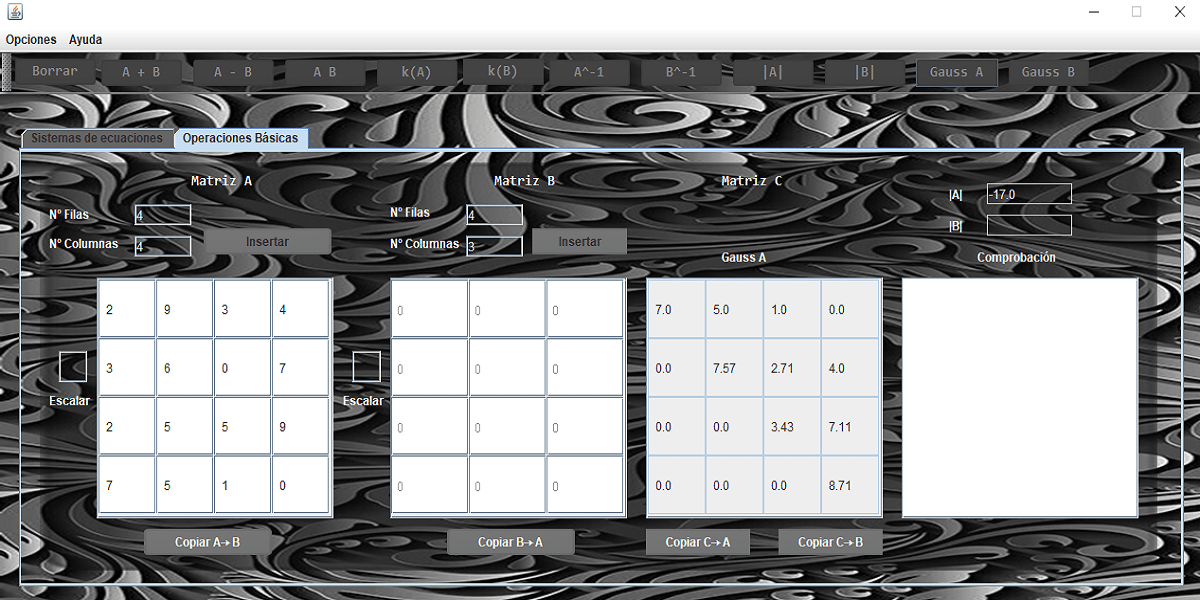 Opciones Ayuda
Borrar A + B A - B A B k(A) k(B) A^-1 B^-1 |A| |B| Gauss A Gauss B
Sistemas de ecuaciones Operaciones Básicas
Matriz A Matriz B Matriz C
|A| -17.0
Nº Filas 4 Nº Filas 4
|B|
Nº Columnas 4 Insertar Nº Columnas 3 Insertar
Gauss A Comprobación
2 9 3 4 0 0 0 7.0 5.0 1.0 0.0
3 6 0 7 0 0 0 0.0 7.57 2.71 4.0
Escalar Escalar
2 5 5 9 0 0 0 0.0 0.0 3.43 7.11
7 5 1 0 0 0 0 0.0 0.0 0.0 8.71
Copiar A→B Copiar B→A Copiar C→A Copiar C→B